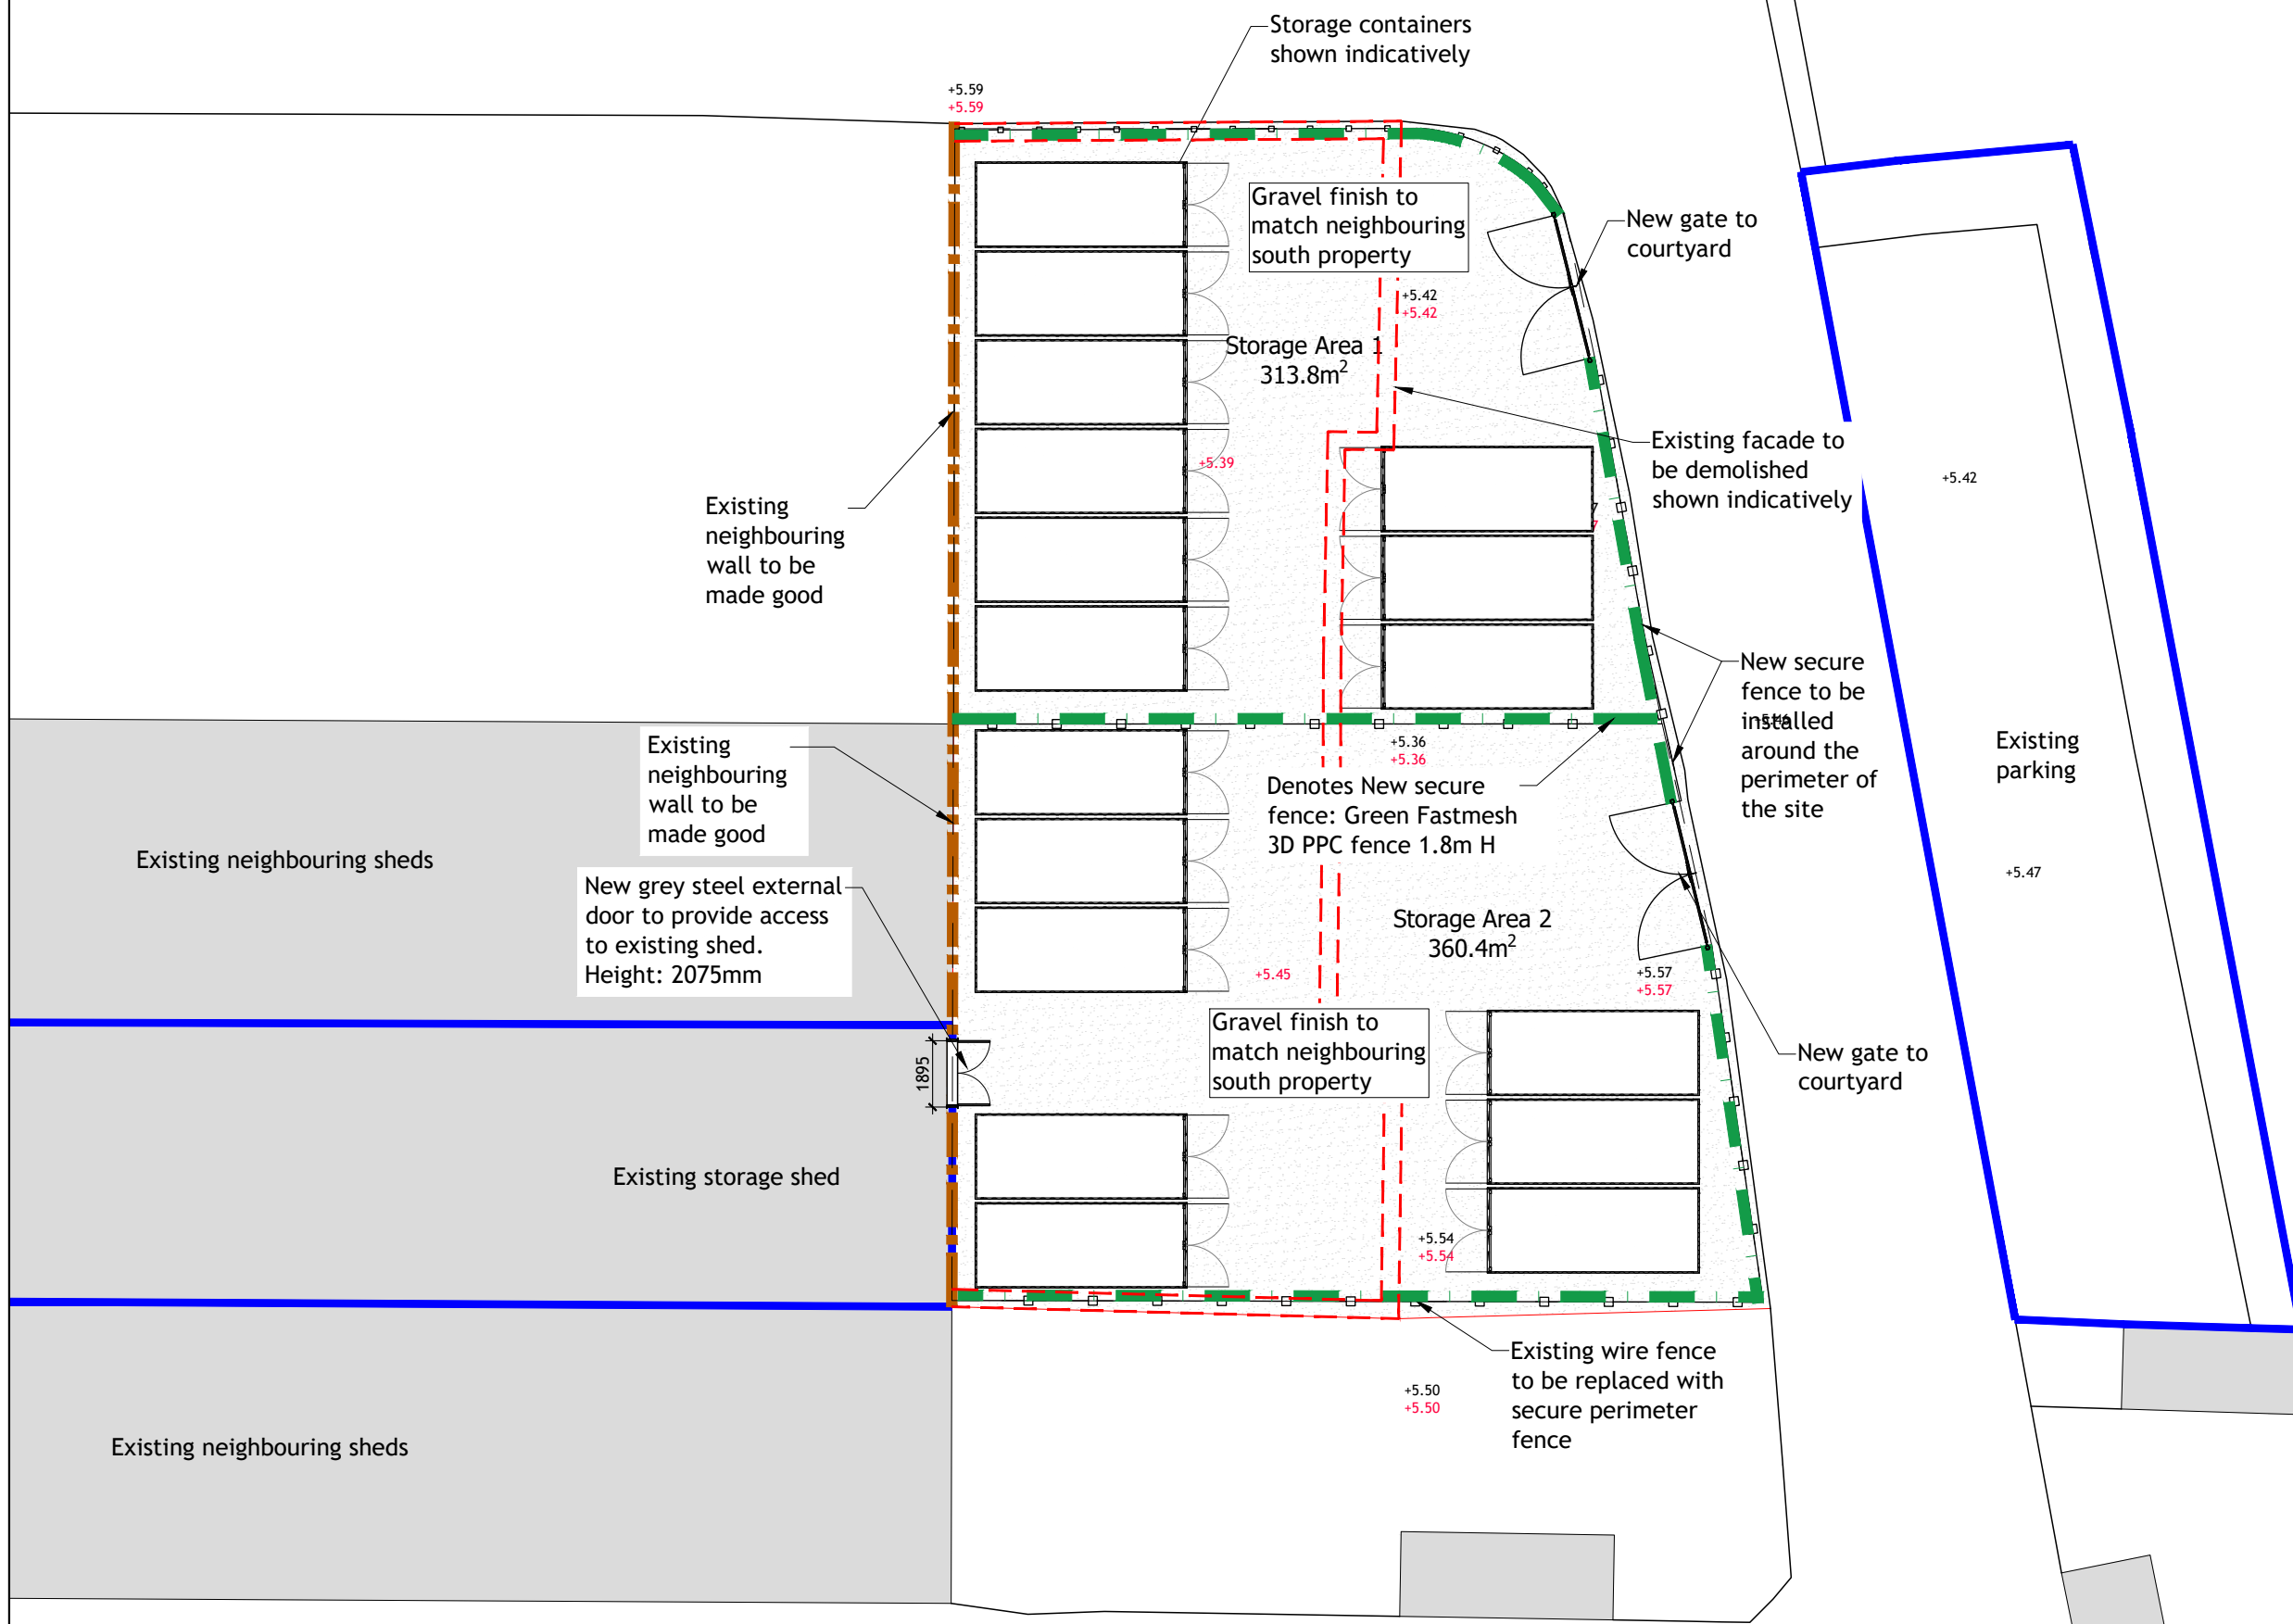 Storage containers
shown indicatively
+5.59
+5.59
Gravel finish to
match neighbouring
south property
New gate to
courtyard
+5.42
+5.42
Storage Area 1
313.8m²
Existing facade to
be demolished
shown indicatively
+5.39
+5.42
Existing
neighbouring
wall to be
made good
New secure
fence to be
installed
around the
perimeter of
the site
Existing
neighbouring
wall to be
made good
+5.36
+5.36
Existing
parking
Denotes New secure
fence: Green Fastmesh
3D PPC fence 1.8m H
Existing neighbouring sheds
+5.47
New grey steel external
door to provide access
to existing shed.
Height: 2075mm
Storage Area 2
360.4m²
+5.45
+5.57
+5.57
Gravel finish to
match neighbouring
south property
1895
New gate to
courtyard
Existing storage shed
+5.54
+5.54
Existing wire fence
to be replaced with
secure perimeter
fence
+5.50
+5.50
Existing neighbouring sheds